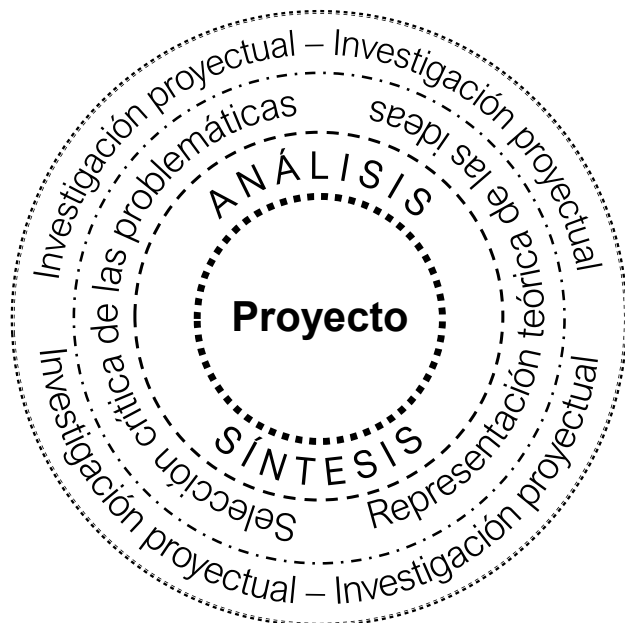 Investigación proyectual – Investigación proyectual
Selección crítica de las problemáticas
Representación teórica de las ideas
ANÁLISIS
Proyecto
SÍNTESIS
Investigación proyectual – Investigación proyectual